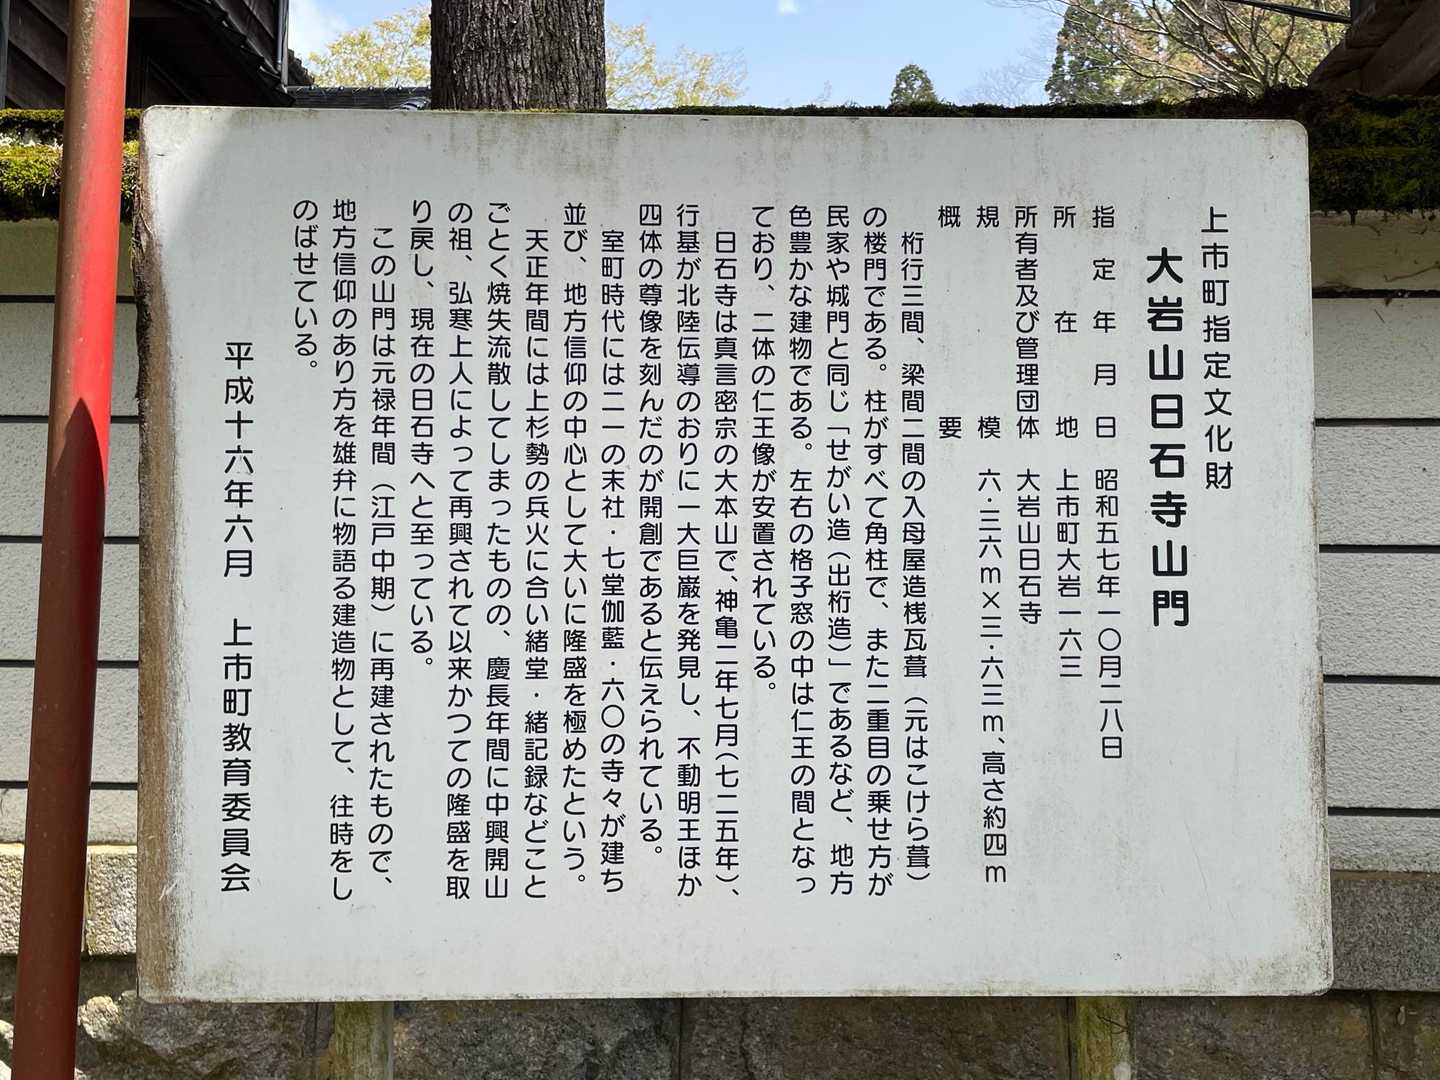 上市町指定文化財
大岩山日石寺山門
指定年月日 昭和五七年一〇月二八日
所在地 上市町大岩一六三
所有者及び管理団体 大岩山日石寺
規模 六・三六m×三・六三m、高さ約四m
概要
桁行三間、梁間二間の入母屋造桟瓦葺（元はこけら葺）
の楼門である。柱がすべて角柱で、また二重目の乗せ方が
民家や城門と同じ「せがい造（出桁造）」であるなど、地方
色豊かな建物である。左右の格子窓の中は仁王の間となっ
ており、二体の仁王像が安置されている。
日石寺は真言密宗の大本山で、神亀二年七月（七二五年）、
行基が北陸伝導のおりに一大巨巌を発見し、不動明王ほか
四体の尊像を刻んだのが開創であると伝えられている。
室町時代には二一の末社・七堂伽藍・六〇の寺々が建ち
並び、地方信仰の中心として大いに隆盛を極めたという。
天正年間には上杉勢の兵火に合い緒堂・緒記録などこと
ごとく焼失流散してしまったものの、慶長年間に中興開山
の祖、弘寒上人によって再興されて以来かつての隆盛を取
り戻し、現在の日石寺へと至っている。
この山門は元禄年間（江戸中期）に再建されたもので、
地方信仰のあり方を雄弁に物語る建造物として、往時をし
のばせている。
平成十六年六月 上市町教育委員会